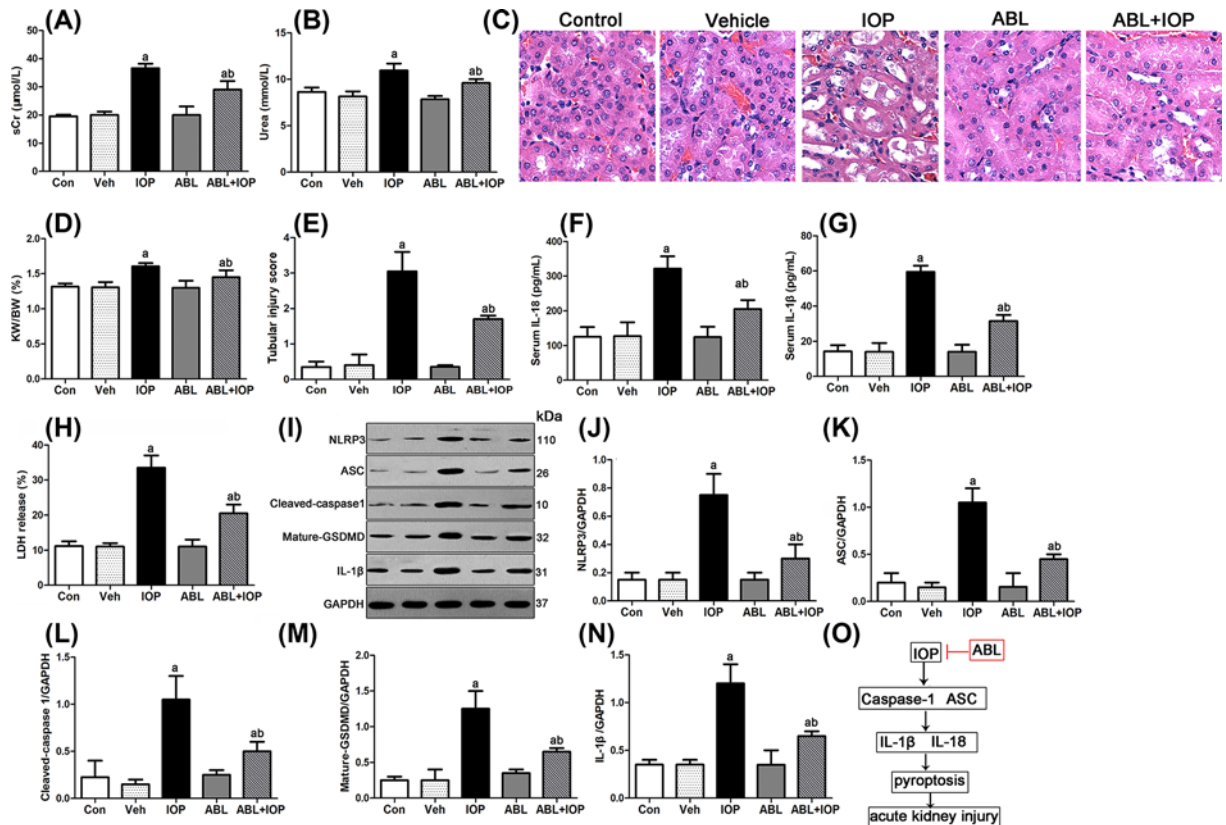 (A)
sCr (μmol/L)
50
40
30
20
10
0
a
ab
Con Veh IOP ABL ABL+IOP
(B)
Urea (mmol/L)
15
10
5
0
a
ab
Con Veh IOP ABL ABL+IOP
(C)
Control Vehicle IOP ABL ABL+IOP
(D)
KW/BW (%)
2.0
1.5
1.0
0.5
0.0
a
ab
Con Veh IOP ABL ABL+IOP
(E)
Tubular injury score
4
3
2
1
0
a
ab
Con Veh IOP ABL ABL+IOP
(F)
Serum IL-18 (pg/mL)
400
300
200
100
0
a
ab
Con Veh IOP ABL ABL+IOP
(G)
Serum IL-1β (pg/mL)
80
60
40
20
0
a
ab
Con Veh IOP ABL ABL+IOP
(H)
LDH release (%)
40
30
20
10
0
a
ab
Con Veh IOP ABL ABL+IOP
(I)
kDa
NLRP3 110
ASC 26
Cleaved-caspase1 10
Mature-GSDMD 32
IL-1β 31
GAPDH 37
(J)
NLRP3/GAPDH
1.0
0.8
0.6
0.4
0.2
0.0
a
ab
Con Veh IOP ABL ABL+IOP
(K)
ASC/GAPDH
1.5
1.0
0.5
0.0
a
ab
Con Veh IOP ABL ABL+IOP
(L)
Cleaved-caspase 1/GAPDH
1.5
1.0
0.5
0.0
a
ab
Con Veh IOP ABL ABL+IOP
(M)
Mature-GSDMD/GAPDH
2.0
1.5
1.0
0.5
0.0
a
ab
Con Veh IOP ABL ABL+IOP
(N)
IL-1β /GAPDH
1.5
1.0
0.5
0.0
a
ab
Con Veh IOP ABL ABL+IOP
(O)
IOP ABL
Caspase-1 ASC
IL-1β IL-18
pyroptosis
acute kidney injury